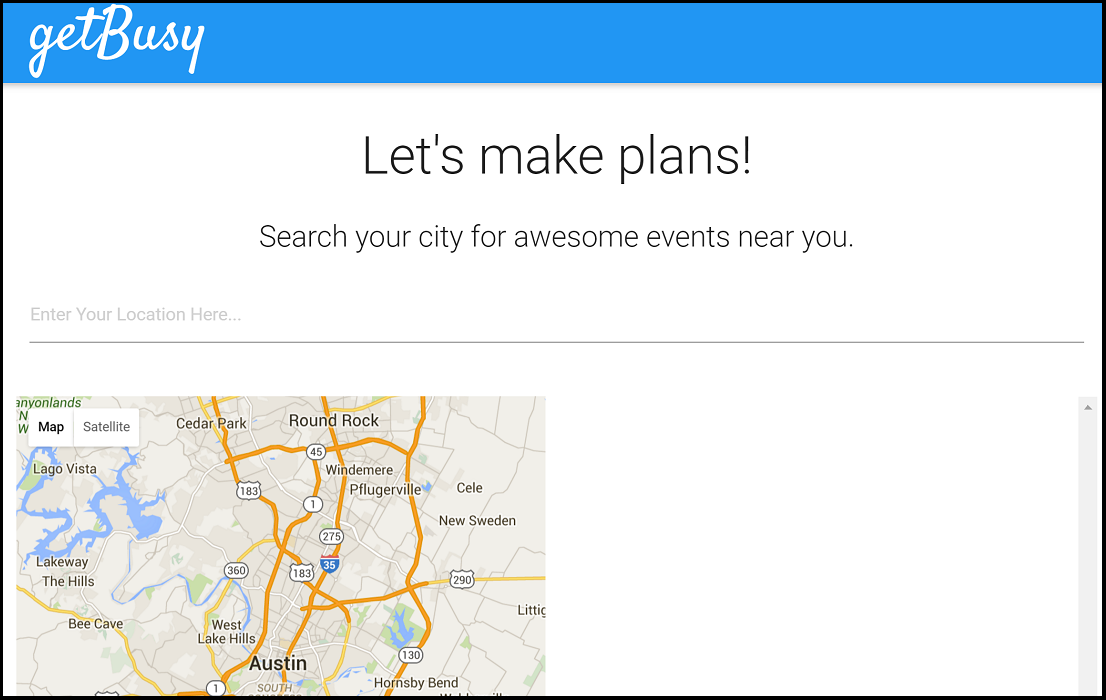 getBusy
Let's make plans!
Search your city for awesome events near you.
Enter Your Location Here...
anyonlands
Map
Satellite
Cedar Park
Round Rock
45
Lago Vista
Windemere
183
Pflugerville
Cele
1
New Sweden
275
Lakeway
35
360
183
The Hills
290
Littig
Bee Cave
West
Lake Hills
130
Austin
Hornsby Bend
1
SOUTH
CONGRESS